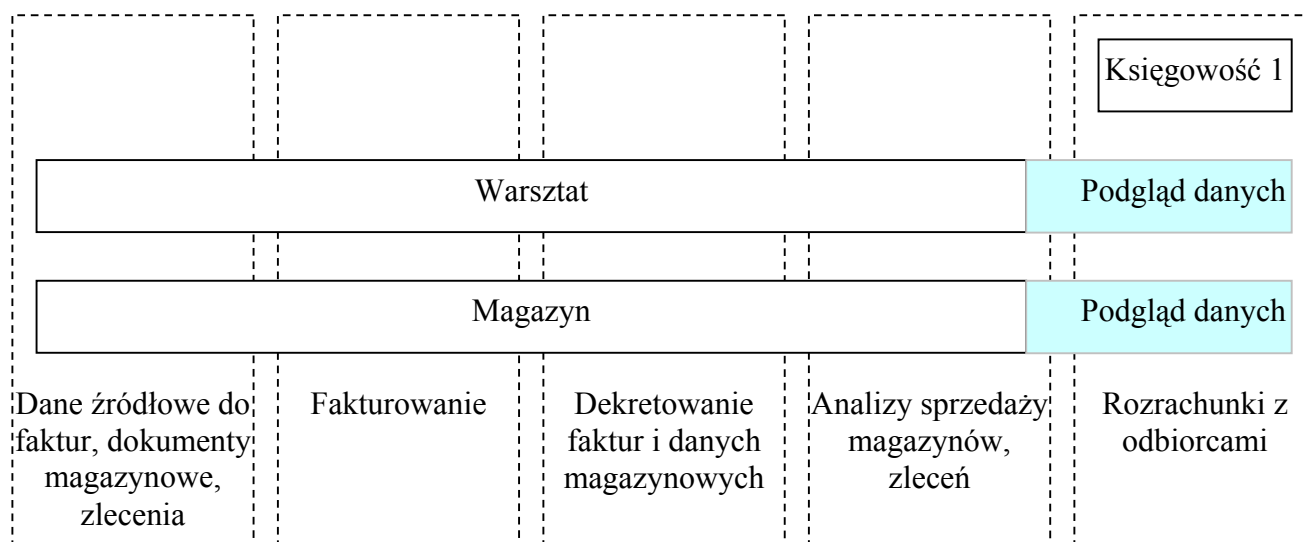 Księgowość 1
Warsztat
Podgląd danych
Magazyn
Podgląd danych
Dane źródłowe do
faktur, dokumenty
magazynowe,
zlecenia
Fakturowanie
Dekretowanie
faktur i danych
magazynowych
Analizy sprzedaży
magazynów,
zleceń
Rozrachunki z
odbiorcami